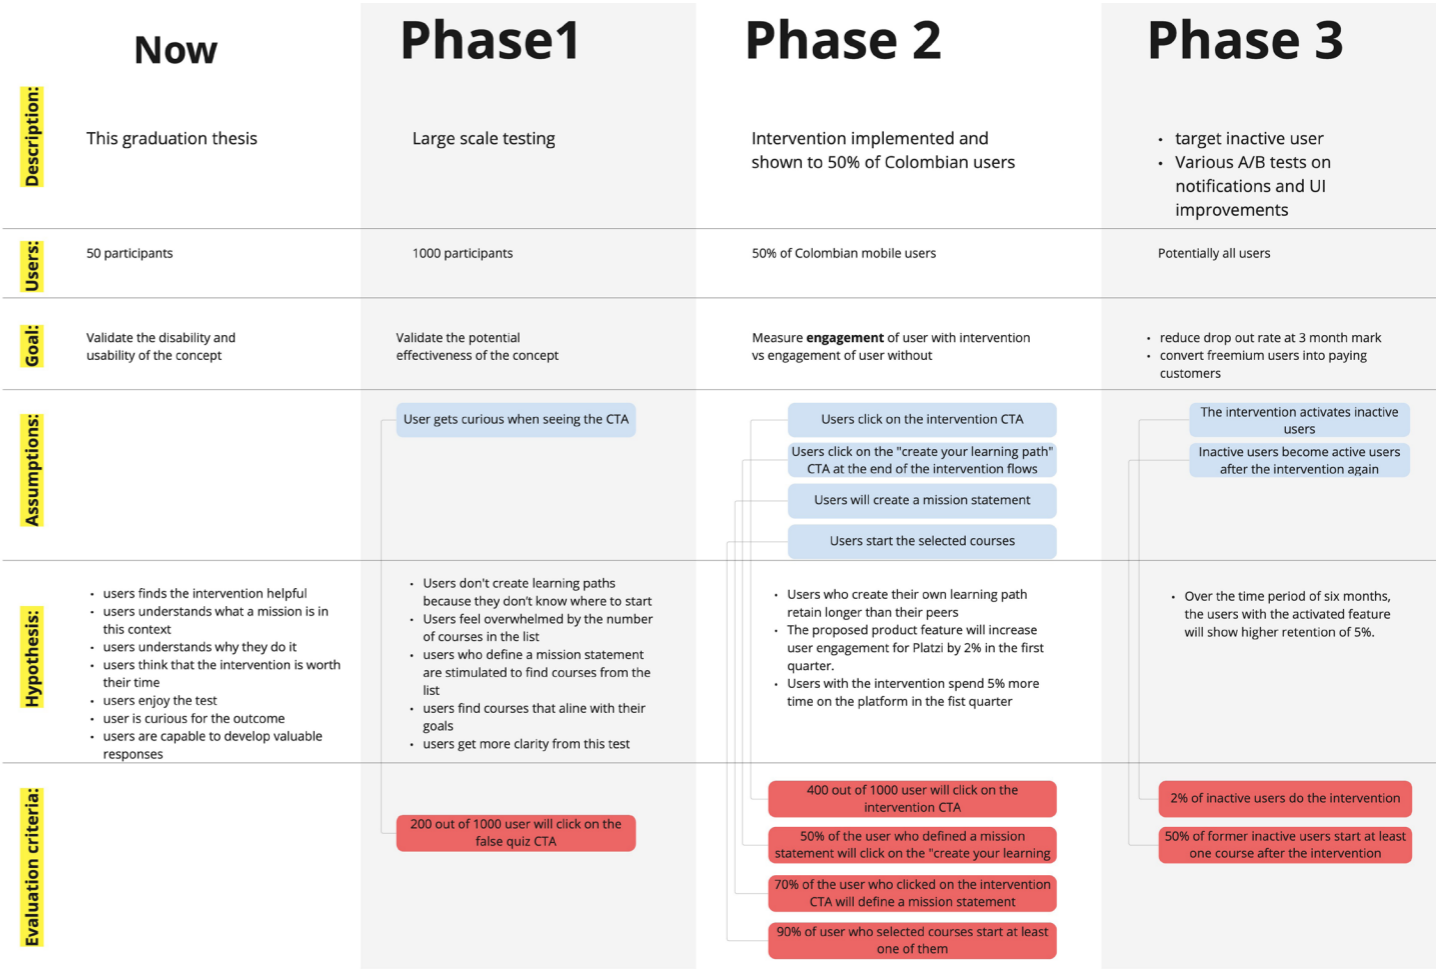 Now
Phase1
Phase 2
Phase 3
Description:
This graduation thesis
Large scale testing
Intervention implemented and
shown to 50% of Colombian users
• target inactive user
• Various A/B tests on
notifications and UI
improvements
Users:
50 participants
1000 participants
50% of Colombian mobile users
Potentially all users
Goal:
Validate the disability and
usability of the concept
Validate the potential
effectiveness of the concept
Measure engagement of user with intervention
vs engagement of user without
• reduce drop out rate at 3 month mark
• convert freemium users into paying
customers
Assumptions:
User gets curious when seeing the CTA
Users click on the intervention CTA
Users click on the "create your learning path"
CTA at the end of the intervention flows
Users will create a mission statement
Users start the selected courses
The intervention activates inactive
users
Inactive users become active users
after the intervention again
Hypothesis:
• users finds the intervention helpful
• users understands what a mission is in
this context
• users understands why they do it
• users think that the intervention is worth
their time
• users enjoy the test
• user is curious for the outcome
• users are capable to develop valuable
responses
• Users don't create learning paths
because they don't know where to start
• Users feel overwhelmed by the number
of courses in the list
• users who define a mission statement
are stimulated to find courses from the
list
• users find courses that aline with their
goals
• users get more clarity from this test
• Users who create their own learning path
retain longer than their peers
• The proposed product feature will increase
user engagement for Platzi by 2% in the first
quarter.
• Users with the intervention spend 5% more
time on the platform in the fist quarter
• Over the time period of six months,
the users with the activated feature
will show higher retention of 5%.
Evaluation criteria:
200 out of 1000 user will click on the
false quiz CTA
400 out of 1000 user will click on the
intervention CTA
50% of the user who defined a mission
statement will click on the "create your learning
70% of the user who clicked on the intervention
CTA will define a mission statement
90% of user who selected courses start at least
one of them
2% of inactive users do the intervention
50% of former inactive users start at least
one course after the intervention